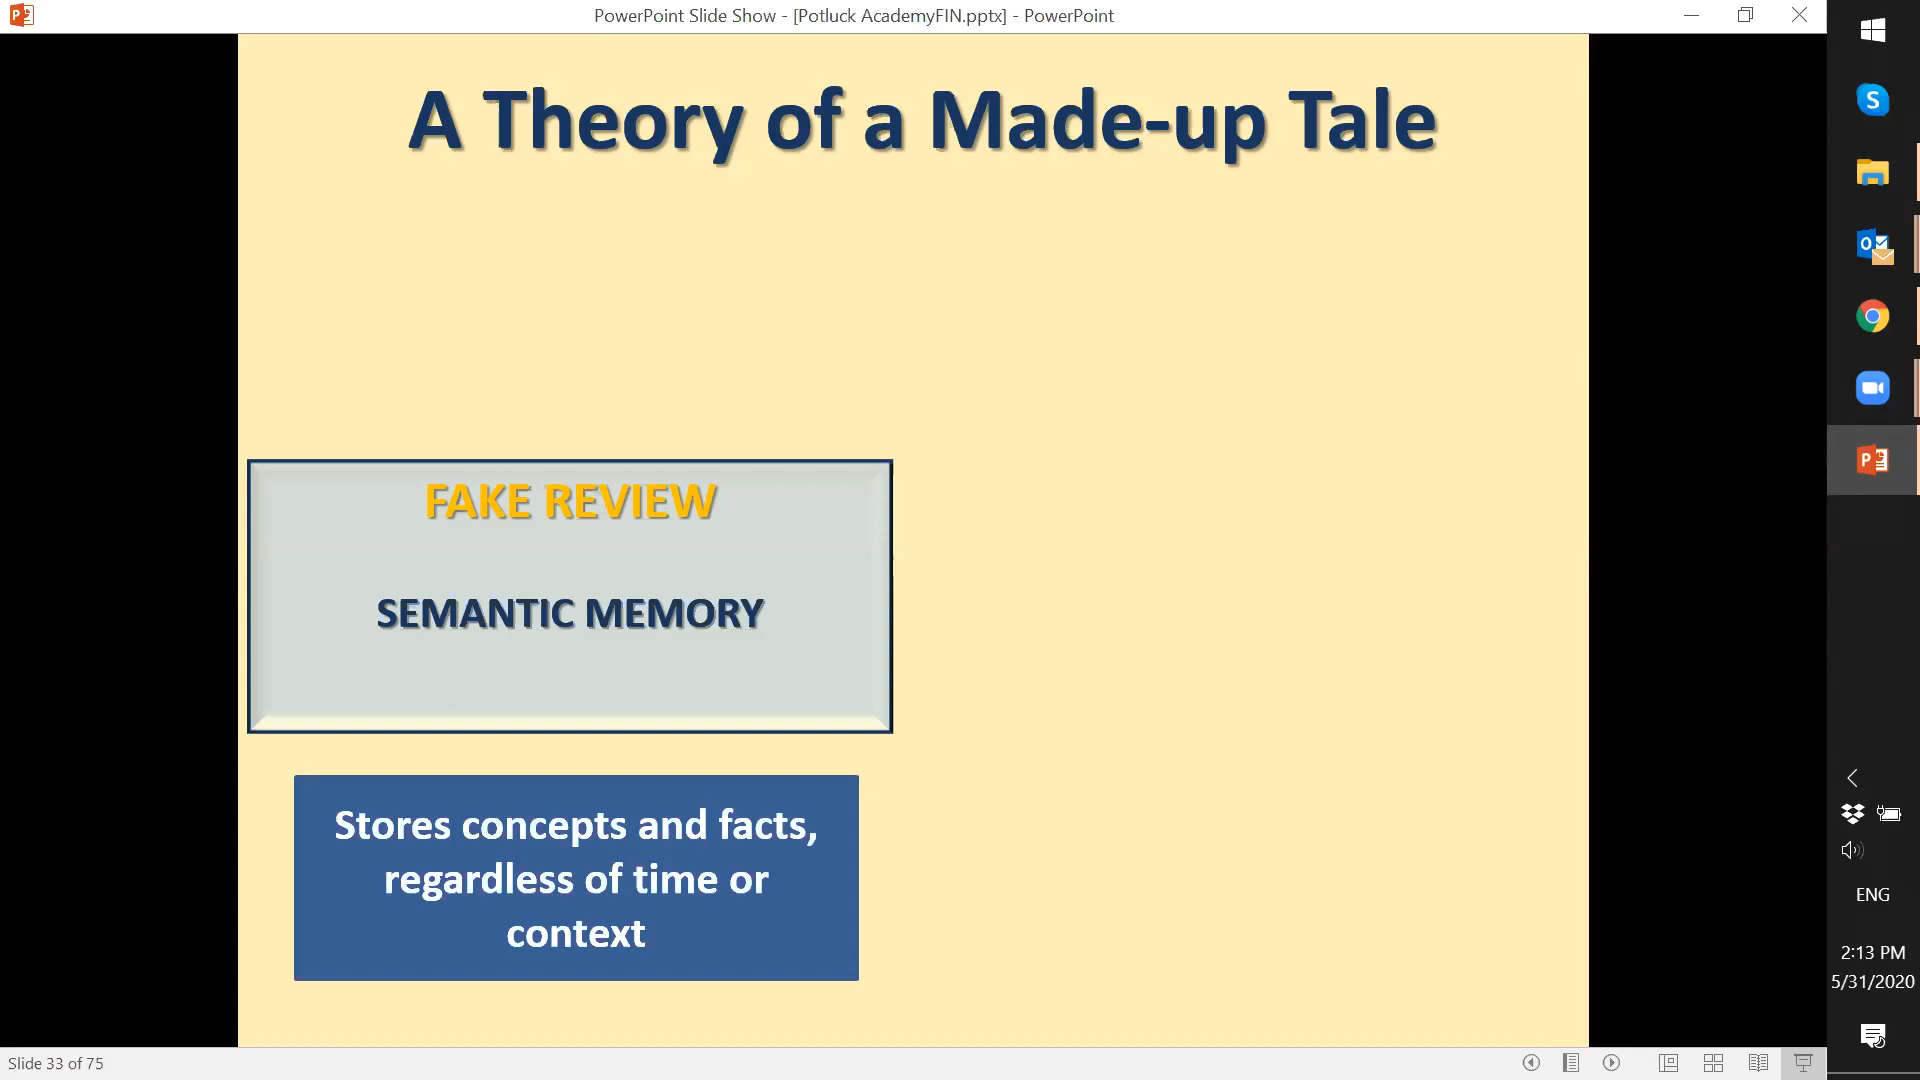 PowerPoint Slide Show - [Potluck AcademyFIN.pptx] - PowerPoint
A Theory of a Made-up Tale
FAKE REVIEW
SEMANTIC MEMORY
Stores concepts and facts,
regardless of time or
context
ENG
2:13 PM
5/31/2020
Slide 33 of 75